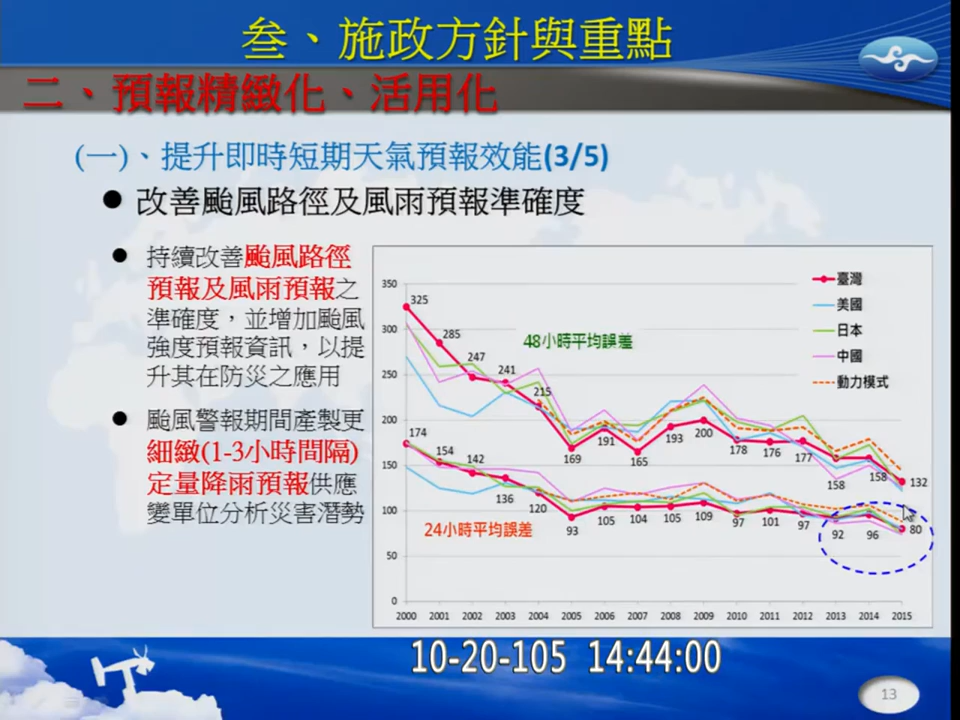 叁、施政方針與重點
二、預報精緻化、活用化
(一)、提升即時短期天氣預報效能(3/5)
● 改善颱風路徑及風雨預報準確度
● 持續改善颱風路徑
預報及風雨預報之
準確度，並增加颱風
強度預報資訊，以提
升其在防災之應用
● 颱風警報期間產製更
細緻(1-3小時間隔)
定量降雨預報供應
變單位分析災害潛勢
350
300
250
200
150
100
50
0
臺灣
美國
日本
中國
動力模式
48小時平均誤差
325
285
247
241
215
169
191
165
193
200
178
176
177
158
158
132
174
154
142
136
120
93
105
104
105
109
97
101
97
92
96
80
24小時平均誤差
2000 2001 2002 2003 2004 2005 2006 2007 2008 2009 2010 2011 2012 2013 2014 2015
10-20-105 14:44:00
13